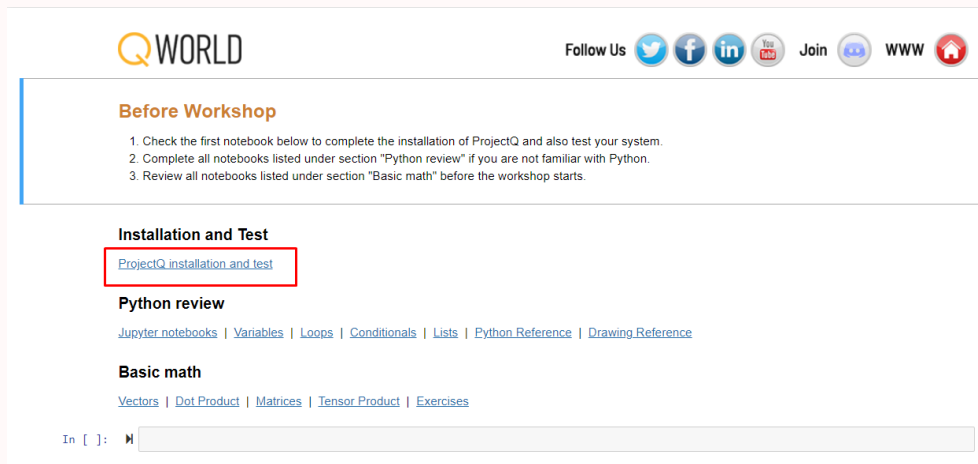 QWORLD
Follow Us You Tube Join WWW
Before Workshop
1. Check the first notebook below to complete the installation of ProjectQ and also test your system.
2. Complete all notebooks listed under section "Python review" if you are not familiar with Python.
3. Review all notebooks listed under section "Basic math" before the workshop starts.
Installation and Test
ProjectQ installation and test
Python review
Jupyter notebooks | Variables | Loops | Conditionals | Lists | Python Reference | Drawing Reference
Basic math
Vectors | Dot Product | Matrices | Tensor Product | Exercises
In [ ]: